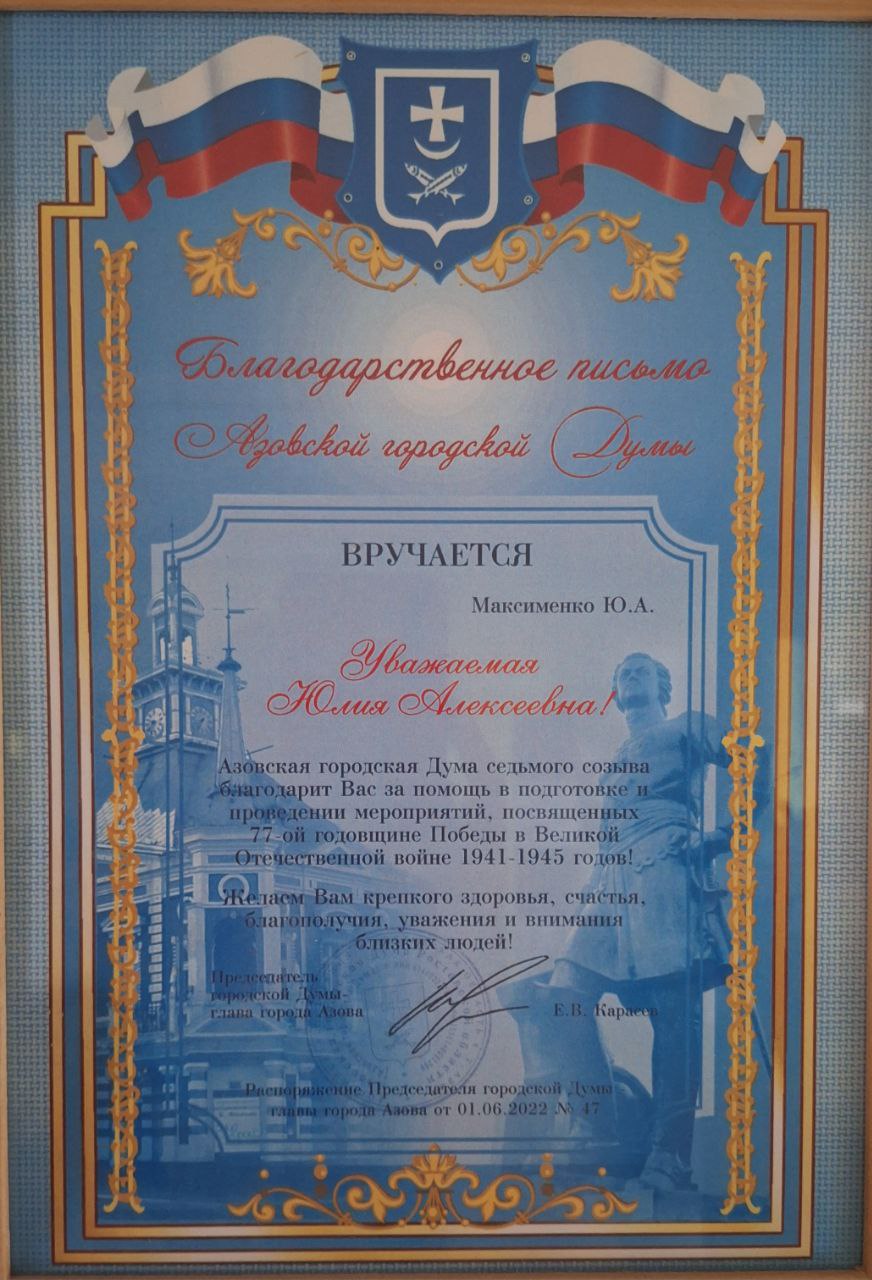 Благодарственное письмо
Азовской городской Думы
ВРУЧАЕТСЯ
Максименко Ю.А.
Уважаемая
Юлия Алексеевна!
Азовская городская Дума седьмого созыва
благодарит Вас за помощь в подготовке и
проведении мероприятий, посвященных
77-ой годовщине Победы в Великой
Отечественной войне 1941-1945 годов!
Желаем Вам крепкого здоровья, счастья,
благополучия, уважения и внимания
близких людей!
Председатель
городской Думы-
глава города Азова
Е.В. Карасев
Распоряжение Председателя городской Думы
главы города Азова от 01.06.2022 № 47